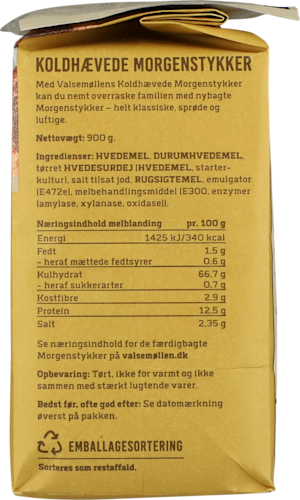 KOLDHÆVEDE MORGENSTYKKER
Med Valsemøllens Koldhævede Morgenstykker
kan du nemt overraske familien med nybagte
Morgenstykker – helt klassiske, sprøde og
luftige.
Nettovægt: 900 g.
Ingredienser: HVEDEMEL, DURUMHVEDEMEL,
tørret HVEDESURDEJ (HVEDEMEL, starter-
kultur), salt tilsat jod, RUGSIGTEMEL, emulgator
(E472e), melbehandlingsmiddel (E300, enzymer
(amylase, xylanase, oxidase)).
Næringsindhold melblanding pr. 100 g
Energi 1425 kJ/340 kcal
Fedt 1,5 g
- heraf mættede fedtsyrer 0,6 g
Kulhydrat 66,7 g
- heraf sukkerarter 0,7 g
Kostfibre 2,9 g
Protein 12,5 g
Salt 2,35 g
Se næringsindhold for de færdigbagte
Morgenstykker på valsemøllen.dk
Opbevaring: Tørt, ikke for varmt og ikke
sammen med stærkt lugtende varer.
Bedst før, ofte god efter: Se datomærkning
øverst på pakken.
EMBALLAGESORTERING
Sorteres som restaffald.